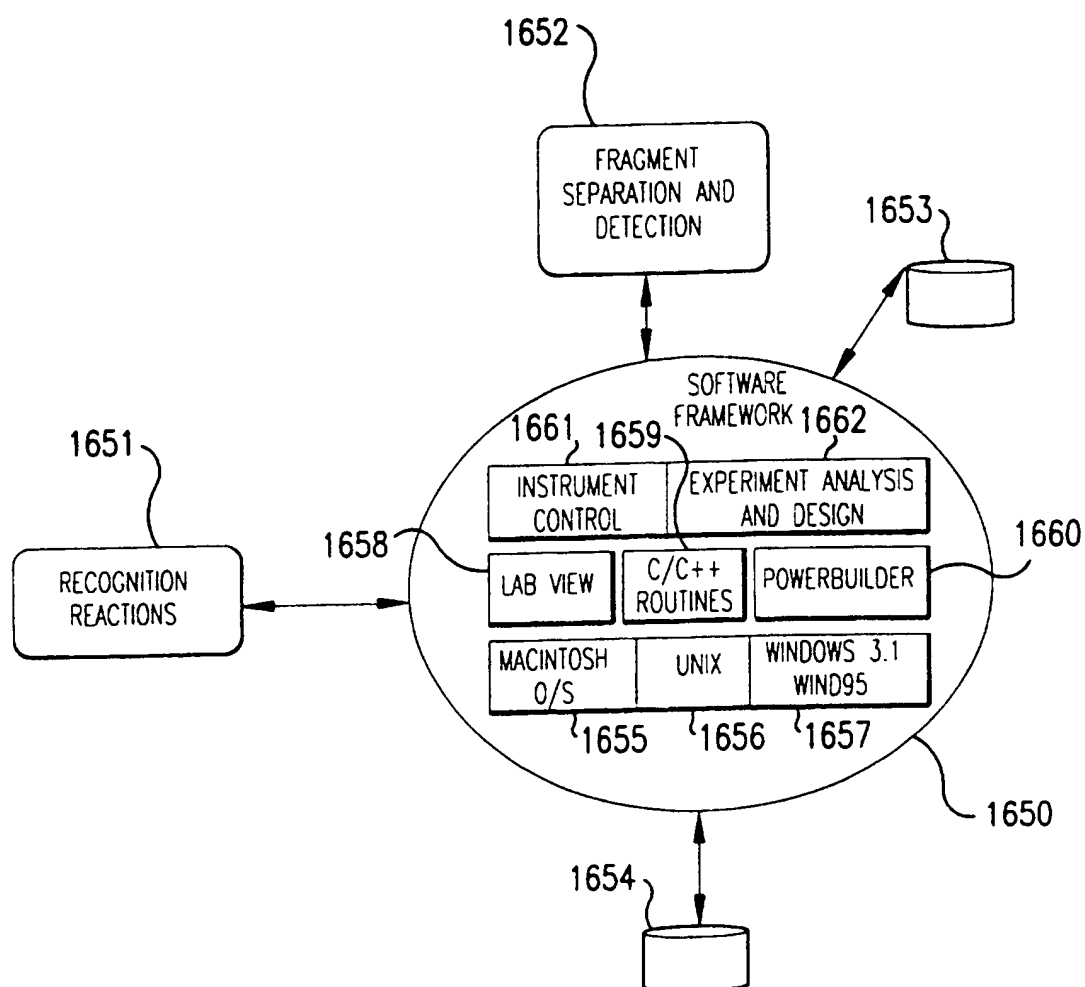 1652
FRAGMENT
SEPARATION AND
DETECTION
1653
SOFTWARE
FRAMEWORK
1661
1659
1662
1651
INSTRUMENT
CONTROL
EXPERIMENT ANALYSIS
AND DESIGN
1658
1660
RECOGNITION
REACTIONS
LAB VIEW
C/C++
ROUTINES
POWERBUILDER
MACINTOSH
O/S
UNIX
WINDOWS 3.1
WIND95
1655
1656
1657
1650
1654